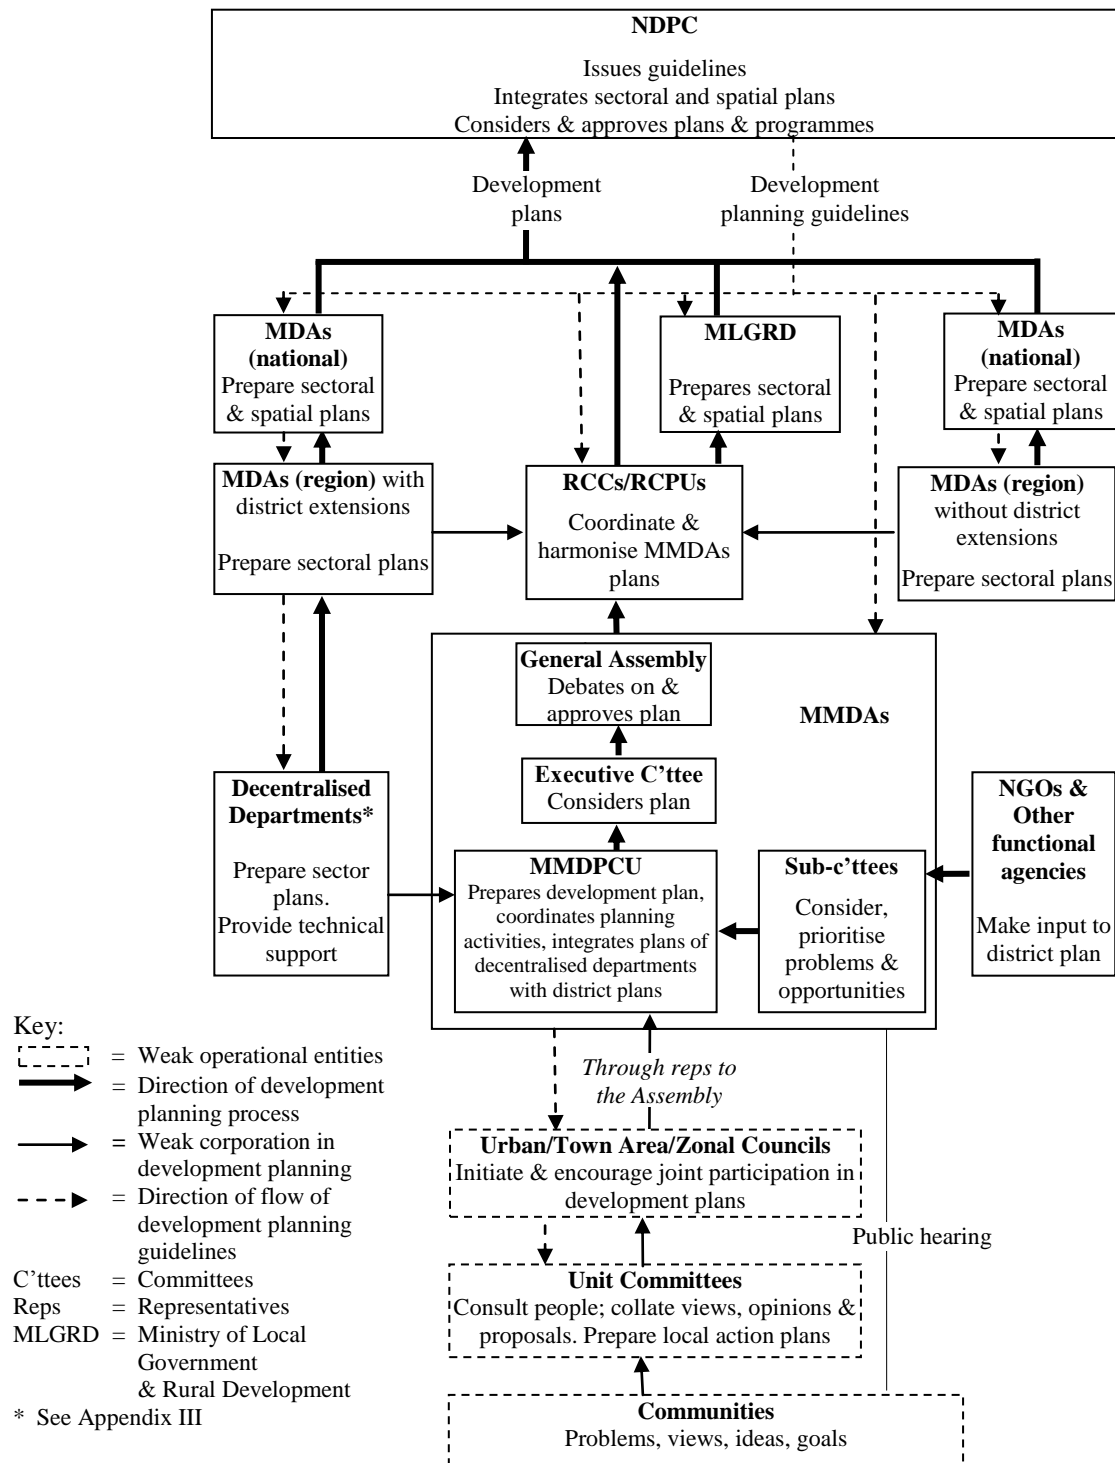 NDPC
Issues guidelines
Integrates sectoral and spatial plans
Considers & approves plans & programmes
Development
plans
Development
planning guidelines
MDAs
(national)
Prepare sectoral
& spatial plans
MLGRD
Prepares sectoral
& spatial plans
MDAs
(national)
Prepare sectoral
& spatial plans
MDAs (region) with
district extensions
Prepare sectoral plans
RCCs/RCPUs
Coordinate &
harmonise MMDAs
plans
MDAs (region)
without district
extensions
Prepare sectoral plans
General Assembly
Debates on &
approves plan
MMDAs
Executive C'ttee
Considers plan
Decentralised
Departments*
Prepare sector
plans.
Provide technical
support
MMDPCU
Prepares development plan,
coordinates planning
activities, integrates plans of
decentralised departments
with district plans
Sub-c'ttees
Consider,
prioritise
problems &
opportunities
NGOs &
Other
functional
agencies
Make input to
district plan
Through reps to
the Assembly
Urban/Town Area/Zonal Councils
Initiate & encourage joint participation in
development plans
Public hearing
Unit Committees
Consult people; collate views, opinions &
proposals. Prepare local action plans
Communities
Problems, views, ideas, goals
Key:
= Weak operational entities
= Direction of development
planning process
= Weak corporation in
development planning
= Direction of flow of
development planning
guidelines
C'ttees = Committees
Reps = Representatives
MLGRD = Ministry of Local
Government
& Rural Development
* See Appendix III